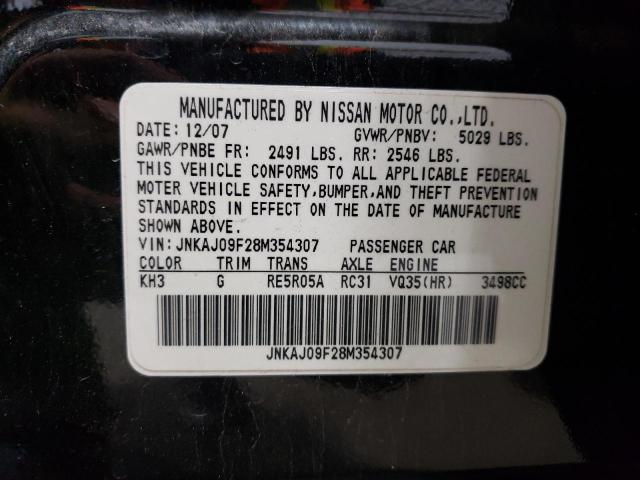 MANUFACTURED BY NISSAN MOTOR CO.,LTD.
DATE: 12/07 GVWR/PNBV: 5029 LBS.
GAWR/PNBE FR: 2491 LBS. RR: 2546 LBS.
THIS VEHICLE CONFORMS TO ALL APPLICABLE FEDERAL
MOTER VEHICLE SAFETY,BUMPER,AND THEFT PREVENTION
STANDARDS IN EFFECT ON THE DATE OF MANUFACTURE
SHOWN ABOVE.
VIN: JNKAJ09F28M354307 PASSENGER CAR
COLOR TRIM TRANS AXLE ENGINE
KH3 G RE5R05A RC31 VQ35(HR) 3498CC
JNKAJ09F28M354307